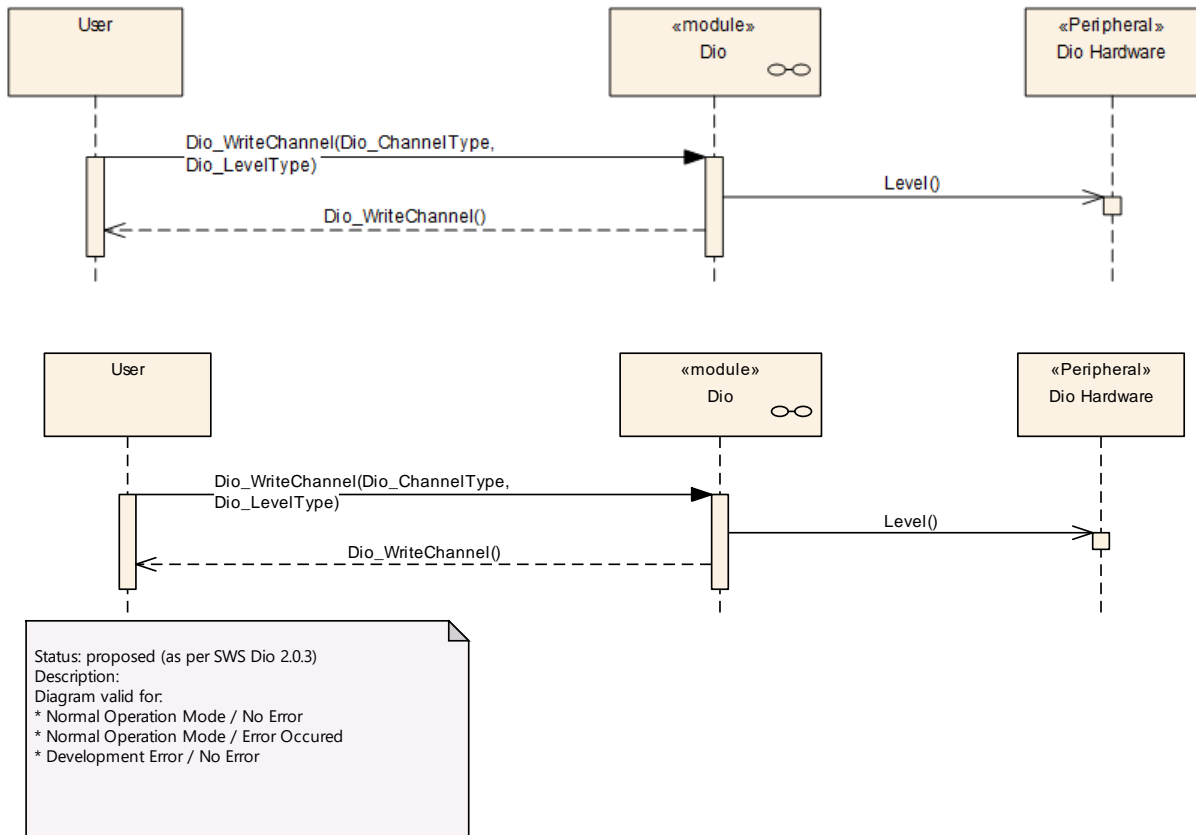 User
«module»
Dio
«Peripheral»
Dio Hardware
Dio_WriteChannel(Dio_ChannelType,
Dio_LevelType)
Level()
Dio_WriteChannel()
User
«module»
Dio
«Peripheral»
Dio Hardware
Dio_WriteChannel(Dio_ChannelType,
Dio_LevelType)
Level()
Dio_WriteChannel()
Status: proposed (as per SWS Dio 2.0.3)
Description:
Diagram valid for:
* Normal Operation Mode / No Error
* Normal Operation Mode / Error Occured
* Development Error / No Error